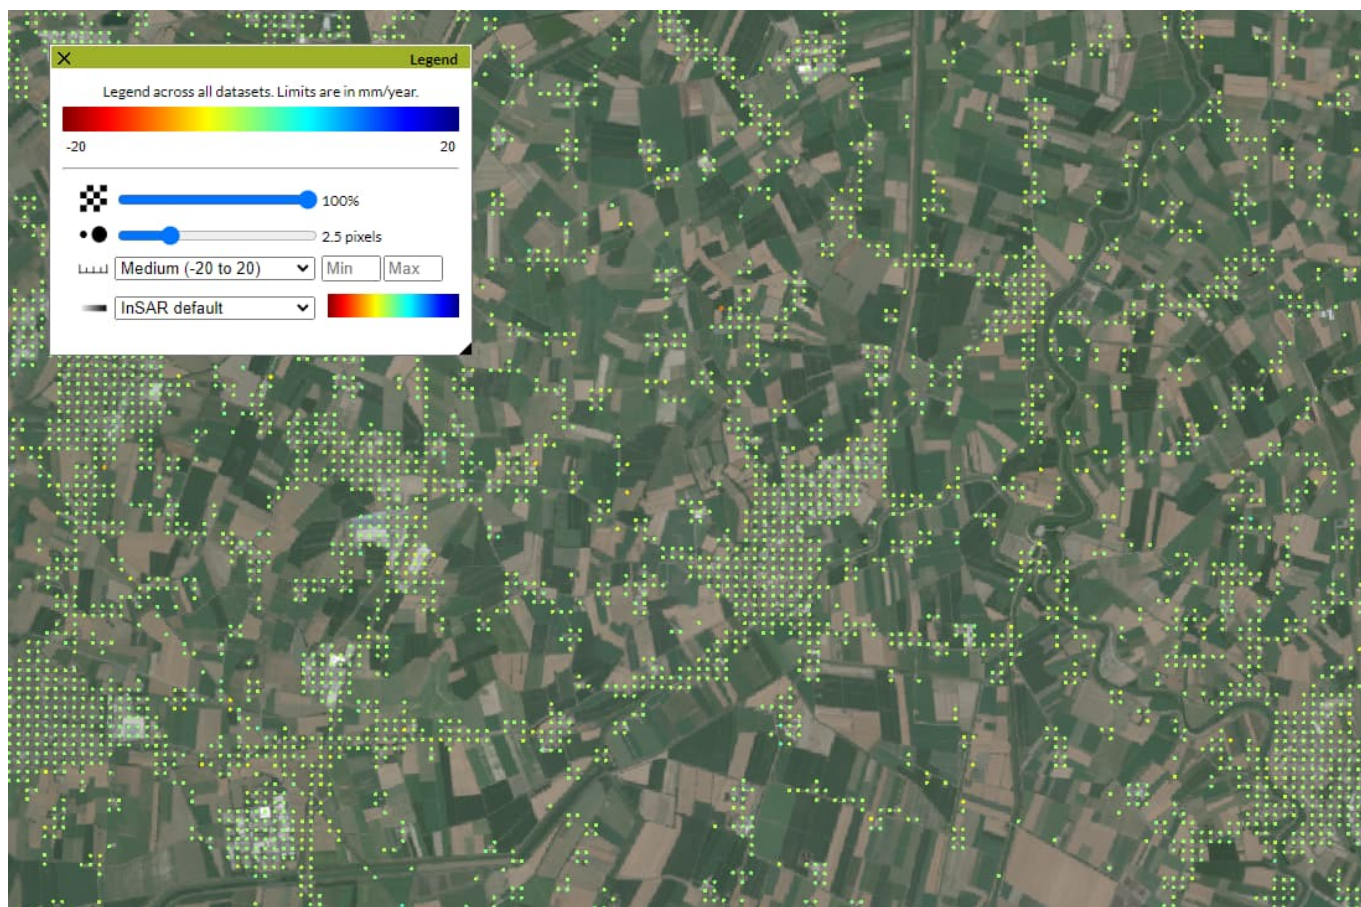 Legend
Legend across all datasets. Limits are in mm/year.
-20 20
100%
2.5 pixels
Medium (-20 to 20) Min Max
InSAR default